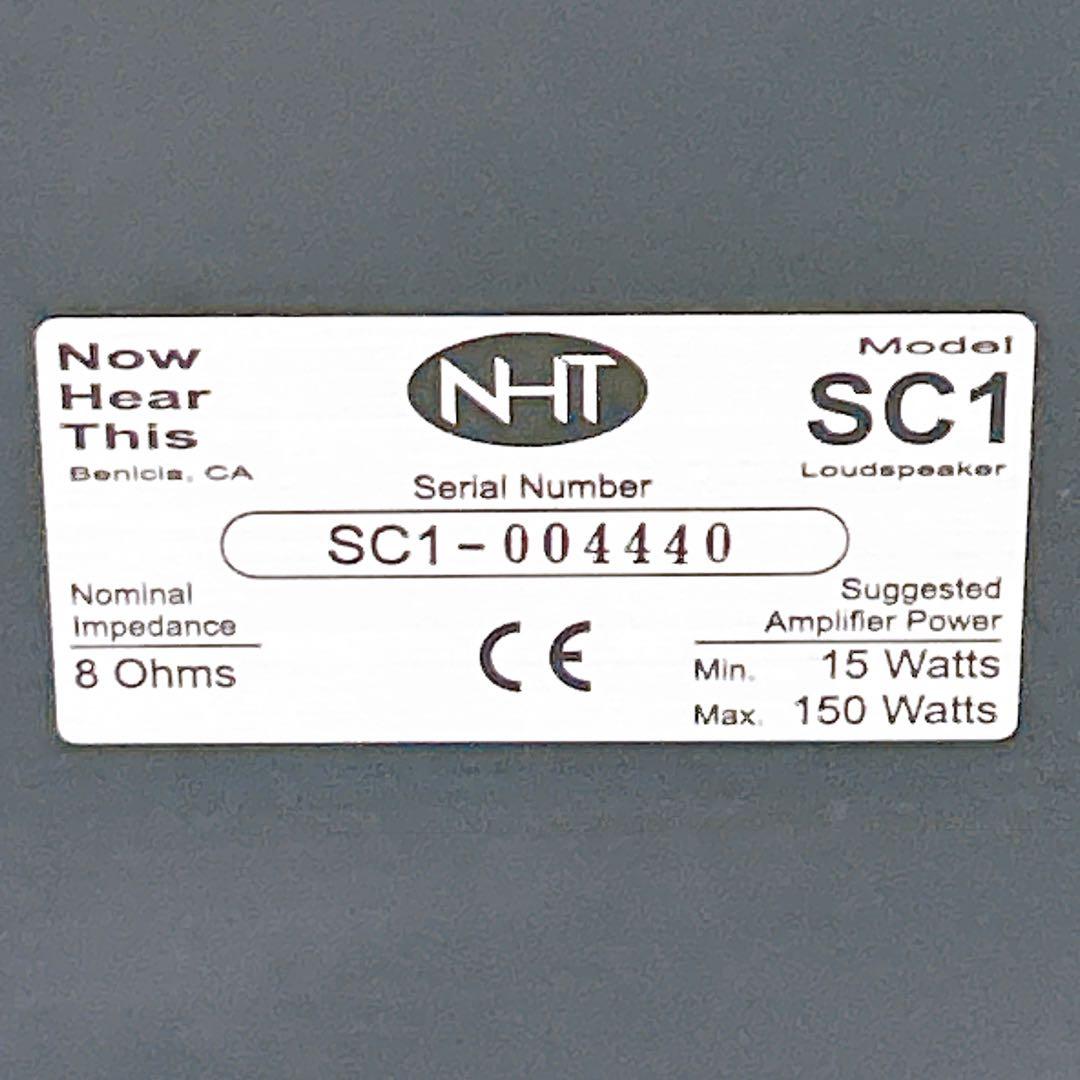 Now
Hear
This
Benicia, CA
NHT
Model
SC1
Loudspeaker
Serial Number
SC1-004440
Nominal
Impedance
8 Ohms
CE
Suggested
Amplifier Power
Min. 15 Watts
Max. 150 Watts